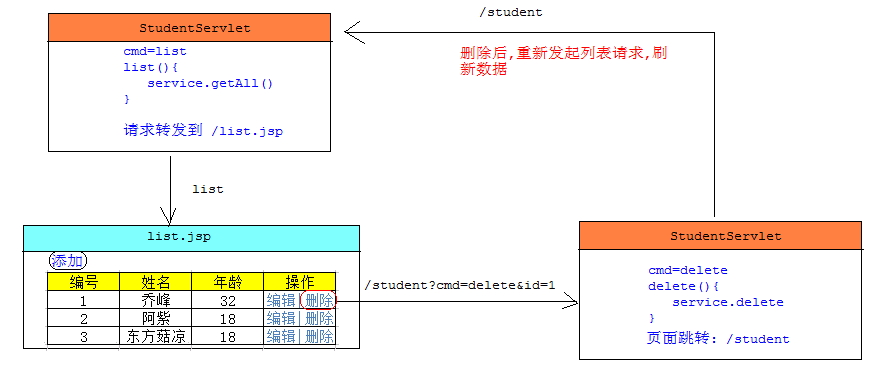 /student
StudentServlet
cmd=list
list(){
service.getAll()
}
请求转发到 /list.jsp
删除后,重新发起列表请求,刷
新数据
list
list.jsp
添加
编号 姓名 年龄 操作
1 乔峰 32 编辑 删除
2 阿紫 18 编辑 删除
3 东方菇凉 18 编辑 删除
/student?cmd=delete&id=1
StudentServlet
cmd=delete
delete(){
service.delete
}
页面跳转: /student